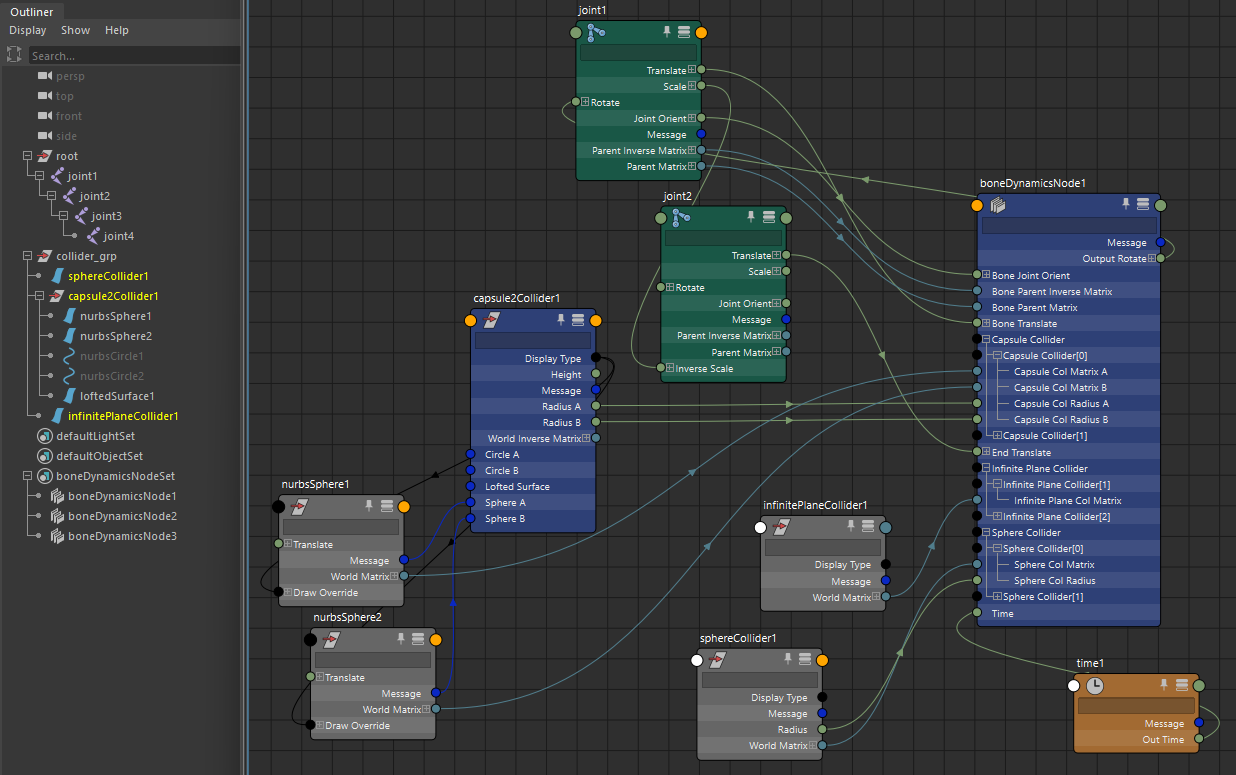 Outliner
Display Show Help
Search...
persp
top
front
side
root
joint1
joint2
joint3
joint4
collider_grp
sphereCollider1
capsule2Collider1
nurbsSphere1
nurbsSphere2
nurbsCircle1
nurbsCircle2
loftedSurface1
infinitePlaneCollider1
defaultLightSet
defaultObjectSet
boneDynamicsNodeSet
boneDynamicsNode1
boneDynamicsNode2
boneDynamicsNode3
joint1
Translate
Scale
Rotate
Joint Orient
Message
Parent Inverse Matrix
Parent Matrix
joint2
Translate
Scale
Rotate
Joint Orient
Message
Parent Inverse Matrix
Parent Matrix
Inverse Scale
capsule2Collider1
Display Type
Height
Message
Radius A
Radius B
World Inverse Matrix
Circle A
Circle B
Lofted Surface
Sphere A
Sphere B
nurbsSphere1
Translate
Message
World Matrix
Draw Override
nurbsSphere2
Translate
Message
World Matrix
Draw Override
infinitePlaneCollider1
Display Type
Message
World Matrix
sphereCollider1
Display Type
Message
Radius
World Matrix
boneDynamicsNode1
Message
Output Rotate
Bone Joint Orient
Bone Parent Inverse Matrix
Bone Parent Matrix
Bone Translate
Capsule Collider
Capsule Collider[0]
Capsule Col Matrix A
Capsule Col Matrix B
Capsule Col Radius A
Capsule Col Radius B
Capsule Collider[1]
End Translate
Infinite Plane Collider
Infinite Plane Collider[1]
Infinite Plane Col Matrix
Infinite Plane Collider[2]
Sphere Collider
Sphere Collider[0]
Sphere Col Matrix
Sphere Col Radius
Sphere Collider[1]
Time
time1
Message
Out Time